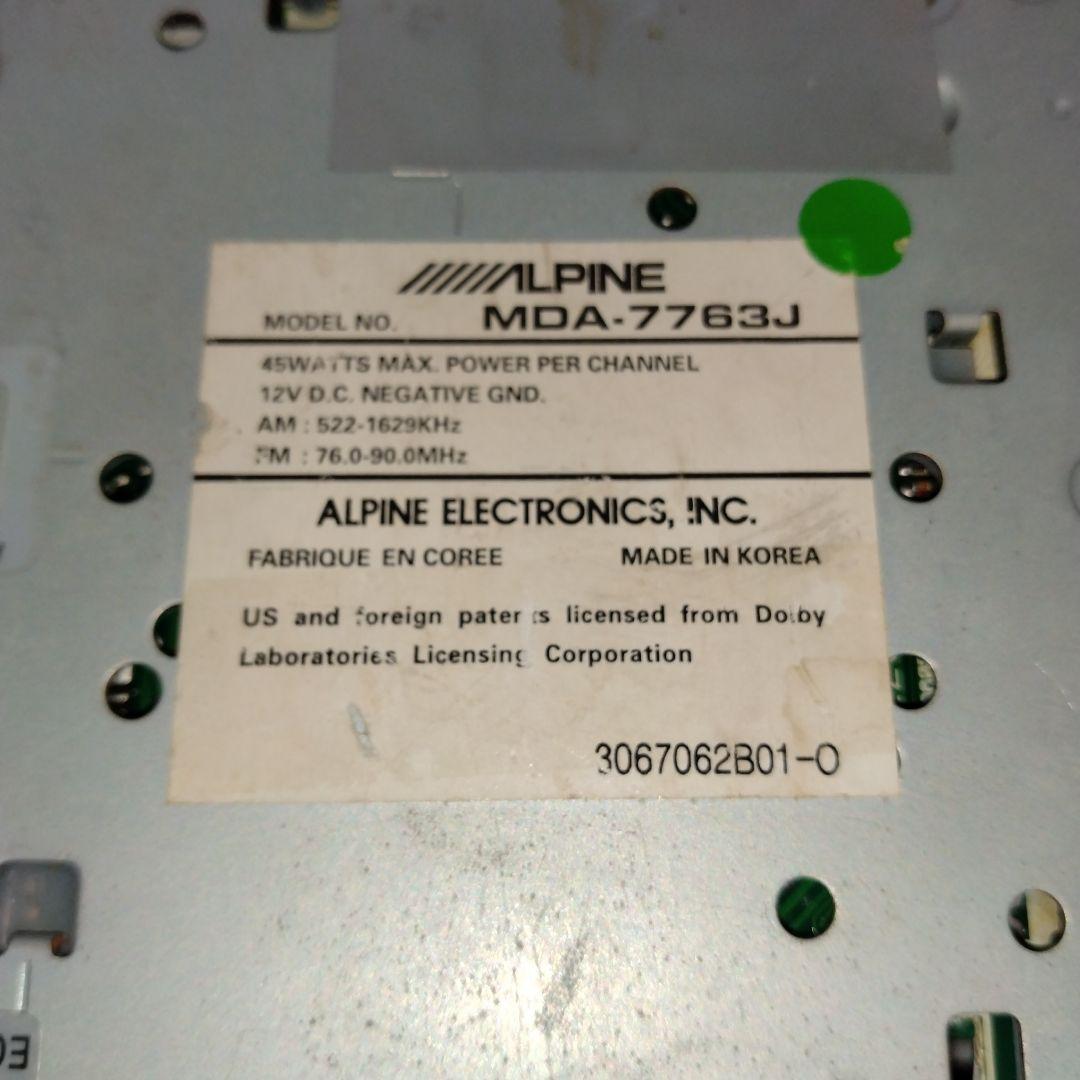 ALPINE
MODEL NO. MDA-7763J
45WATTS MAX. POWER PER CHANNEL
12V D.C. NEGATIVE GND.
AM : 522-1629KHz
FM : 76.0-90.0MHz
ALPINE ELECTRONICS, INC.
FABRIQUE EN COREE MADE IN KOREA
US and foreign patents licensed from Dolby
Laboratories Licensing Corporation
3067062B01-O